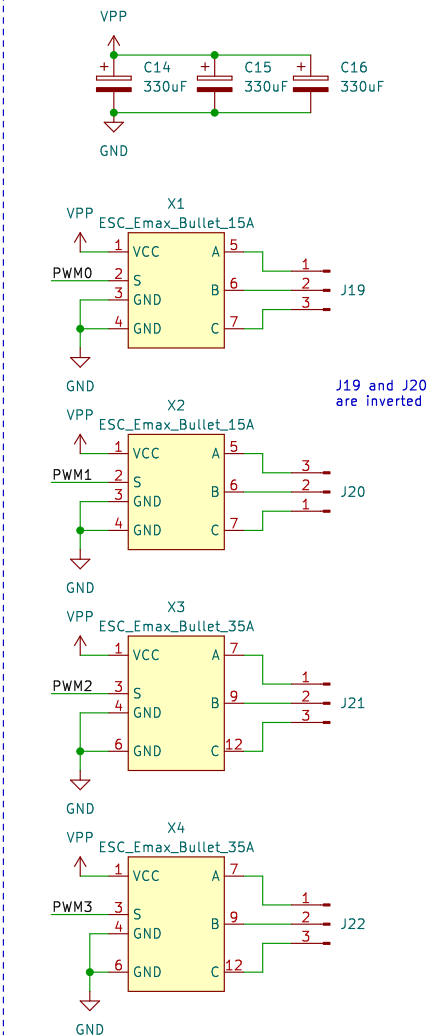 VPP
+ C14 + C15 + C16
330uF 330uF 330uF
GND
X1
VPP ESC_Emax_Bullet_15A
1 VCC A 5
1
PWM0 2 S B 6 2 J19
3 GND 3
4 GND C 7
GND
J19 and J20
are inverted
X2
VPP ESC_Emax_Bullet_15A
1 VCC A 5
3
PWM1 2 S B 6 2 J20
3 GND 1
4 GND C 7
GND
X3
VPP ESC_Emax_Bullet_35A
1 VCC A 7
1
PWM2 3 S B 9 2 J21
4 GND 3
6 GND C 12
GND
X4
VPP ESC_Emax_Bullet_35A
1 VCC A 7
1
PWM3 3 S B 9 2 J22
4 GND 3
6 GND C 12
GND